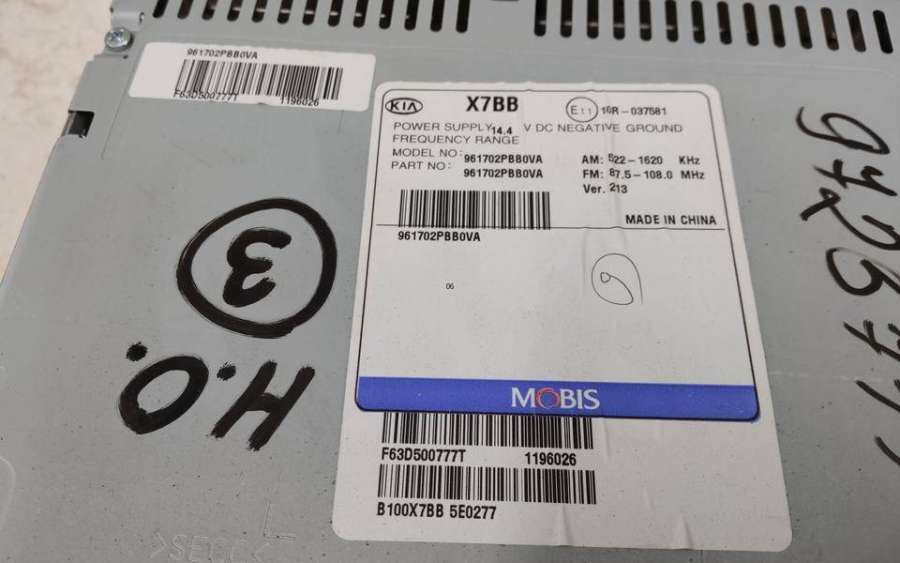 961702PBB0VA
F63D500777T 1196026
KIA X7BB E11 10R-037581
POWER SUPPLY 14.4 V DC NEGATIVE GROUND
FREQUENCY RANGE
MODEL NO: 961702PBB0VA AM: 522-1620 KHz
PART NO: 961702PBB0VA FM: 87.5-108.0 MHz
Ver. 213
MADE IN CHINA
961702PBB0VA
06
9
MOBIS
F63D500777T 1196026
B100X7BB 5E0277
3
H.O.